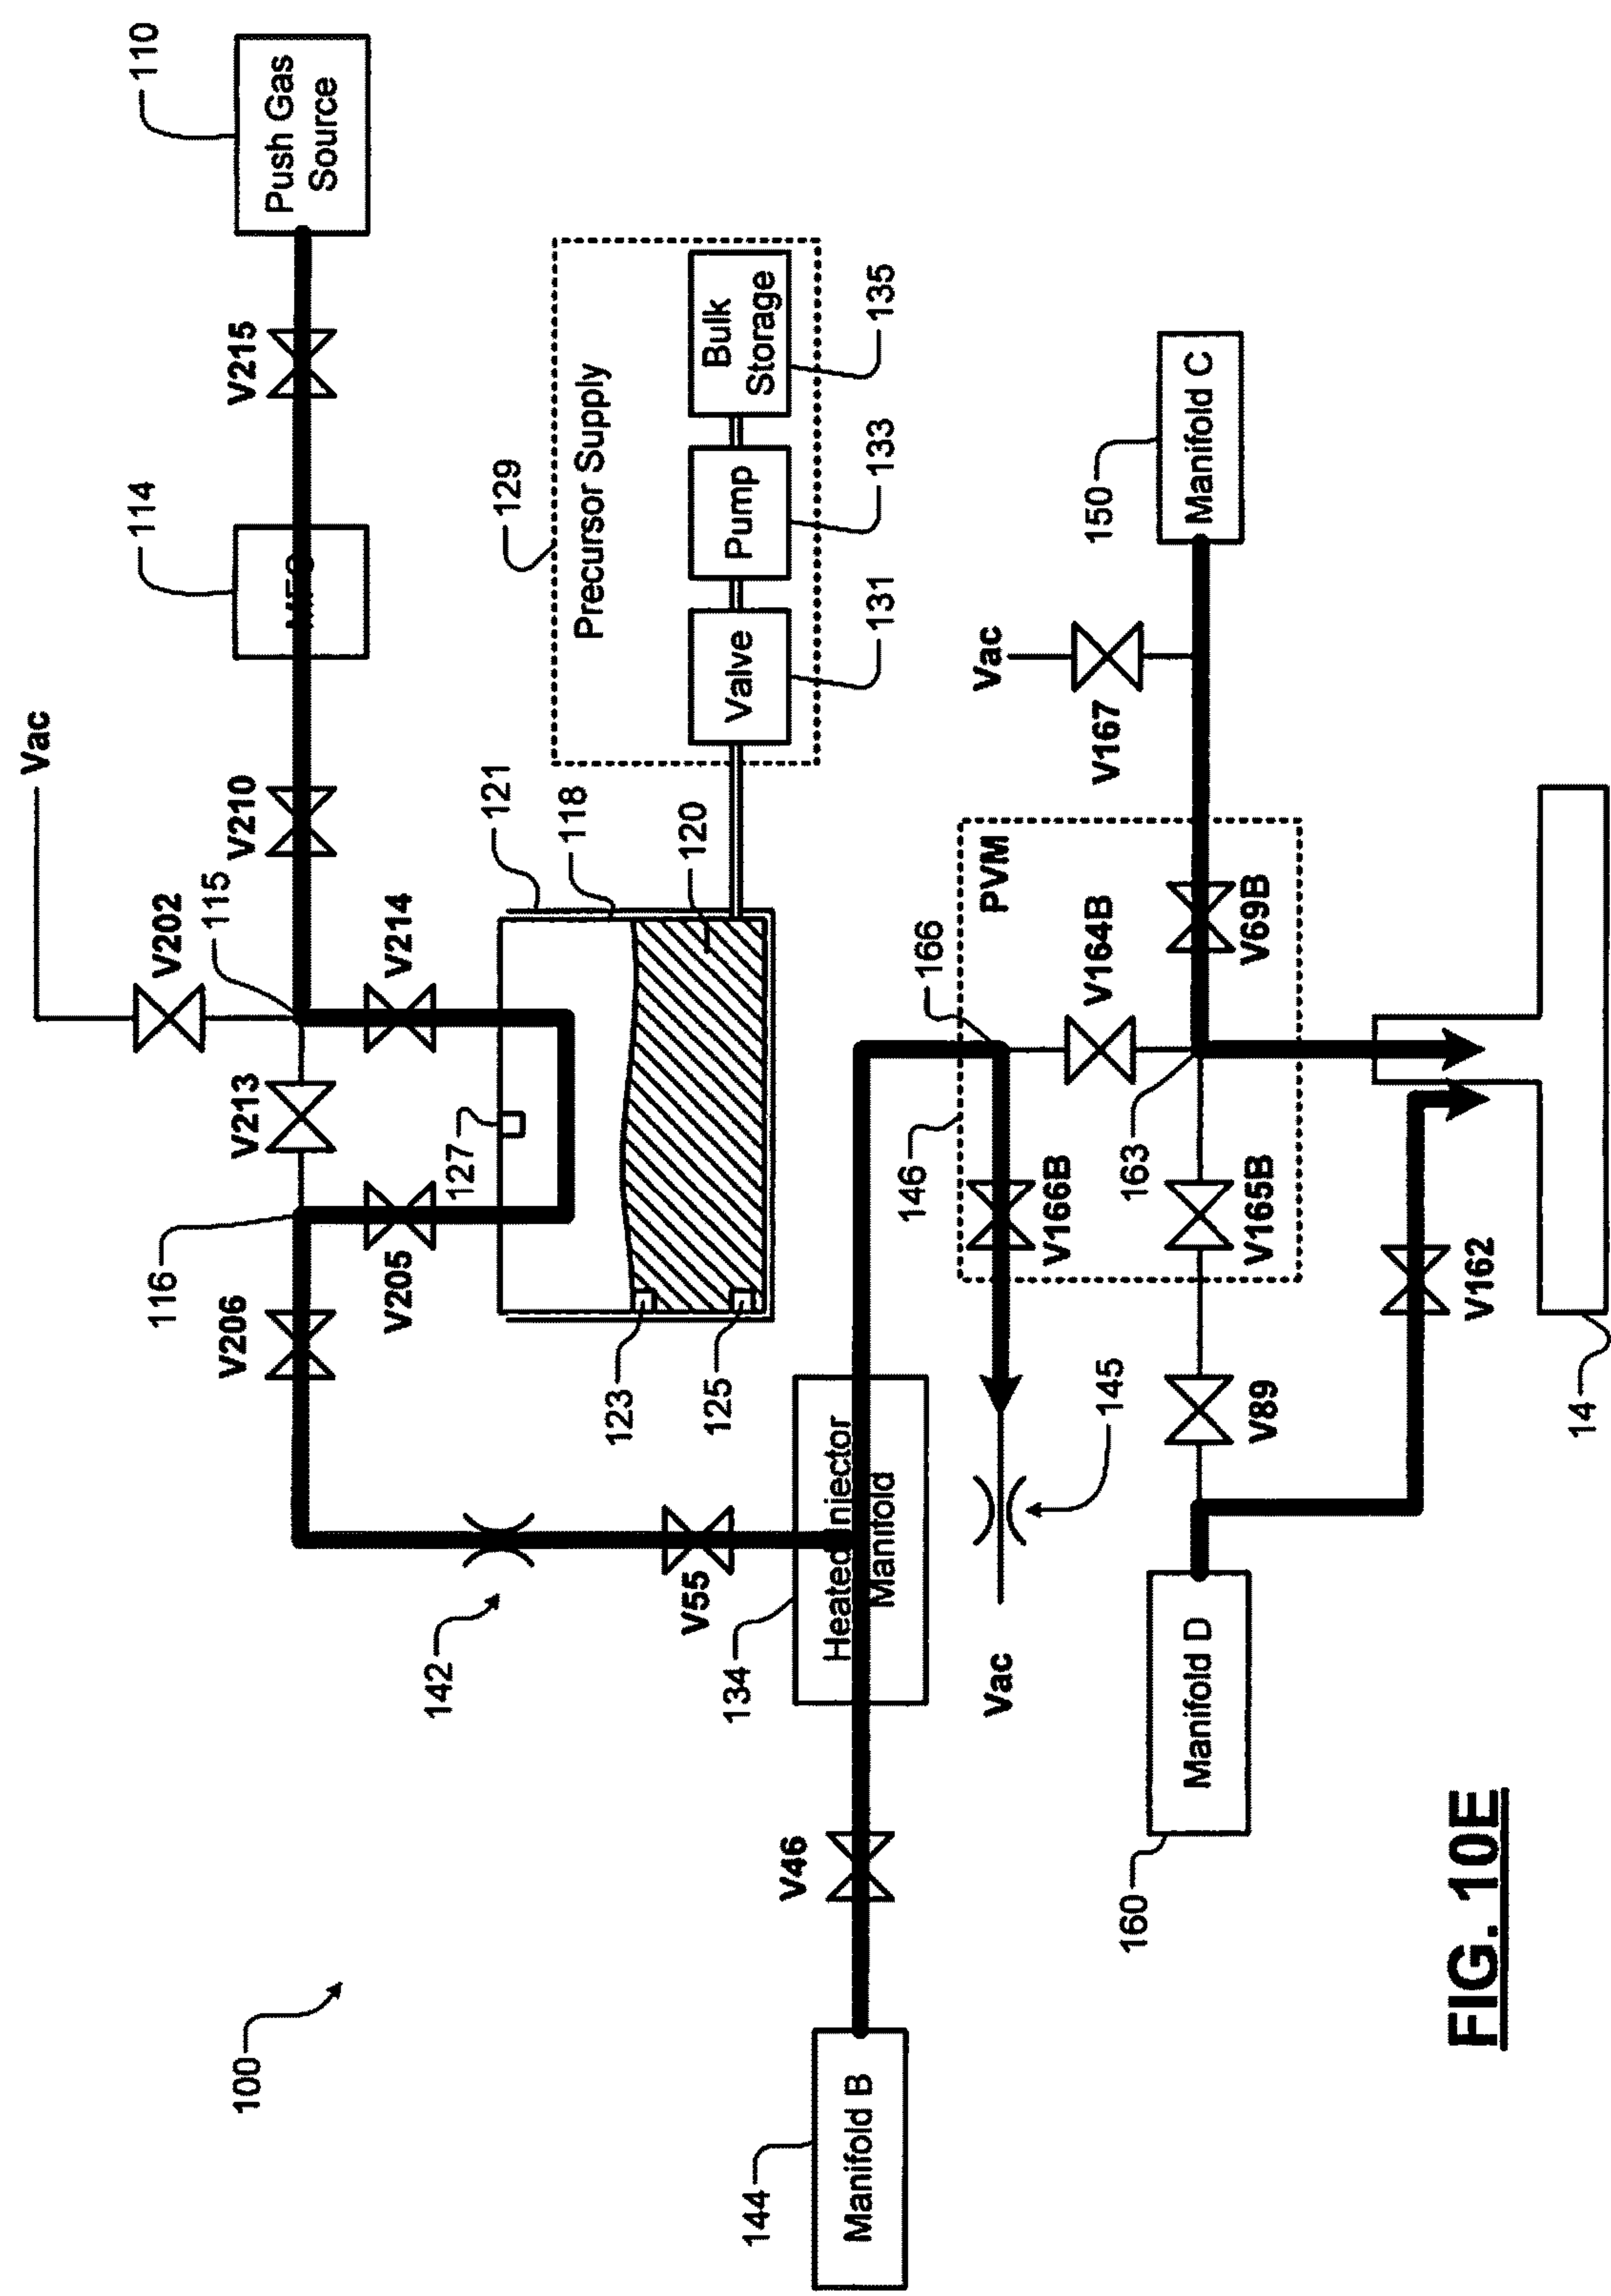 100
Vac
V202
115
V213
116
V206
V210
114
V215
110
Push Gas
Source
V214
V205
127
121
118
120
123
125
129
Precursor Supply
Valve
Pump
Bulk
Storage
131
133
135
142
V55
134
Heated Injector
Manifold
V46
144
Manifold B
146
166
PVM
V164B
V166B
163
V165B
V69B
Vac
V167
150
Manifold C
Vac
145
V89
V162
160
Manifold D
14
FIG. 10E